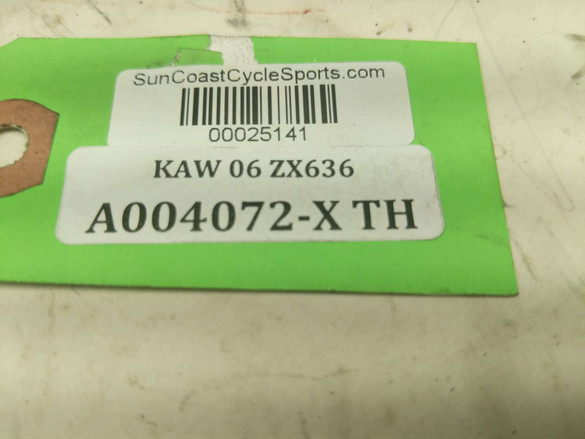 SunCoastCycleSports.com
00025141
KAW 06 ZX636
A004072-X TH